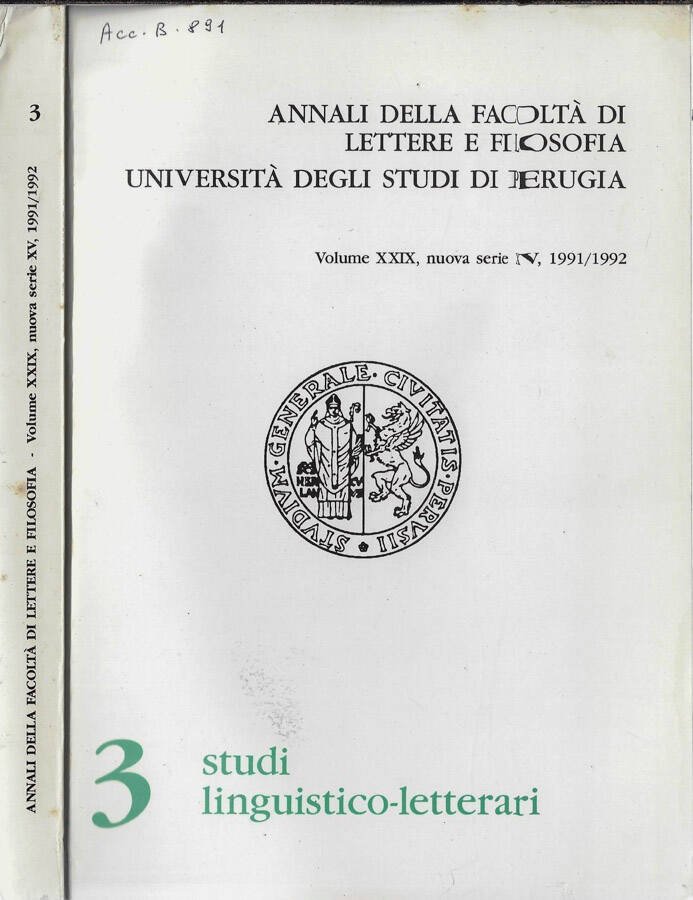 Acc. B. 891
ANNALI DELLA FACOLTÀ DI
LETTERE E FILOSOFIA
UNIVERSITÀ DEGLI STUDI DI PERUGIA
Volume XXIX, nuova serie , 1991/1992
STVDIVM · GENERALE · CIVITATIS · PERVSII
3
studi
linguistico-letterari
ANNALI DELLA FACOLTÀ DI LETTERE E FILOSOFIA - Volume XXIX, nuova serie XV, 1991/1992
3